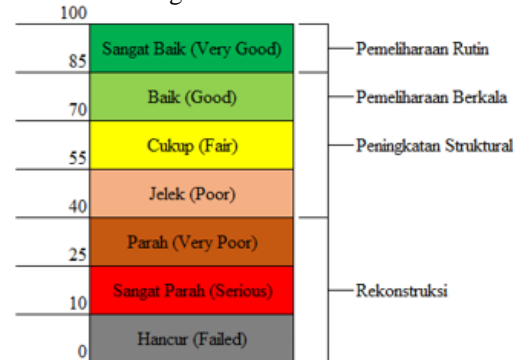 100
Sangat Baik (Very Good)
Pemeliharaan Rutin
85
Baik (Good)
Pemeliharaan Berkala
70
Cukup (Fair)
Peningkatan Struktural
55
Jelek (Poor)
40
Parah (Very Poor)
25
Sangat Parah (Serious)
Rekonstruksi
10
Hancur (Failed)
0